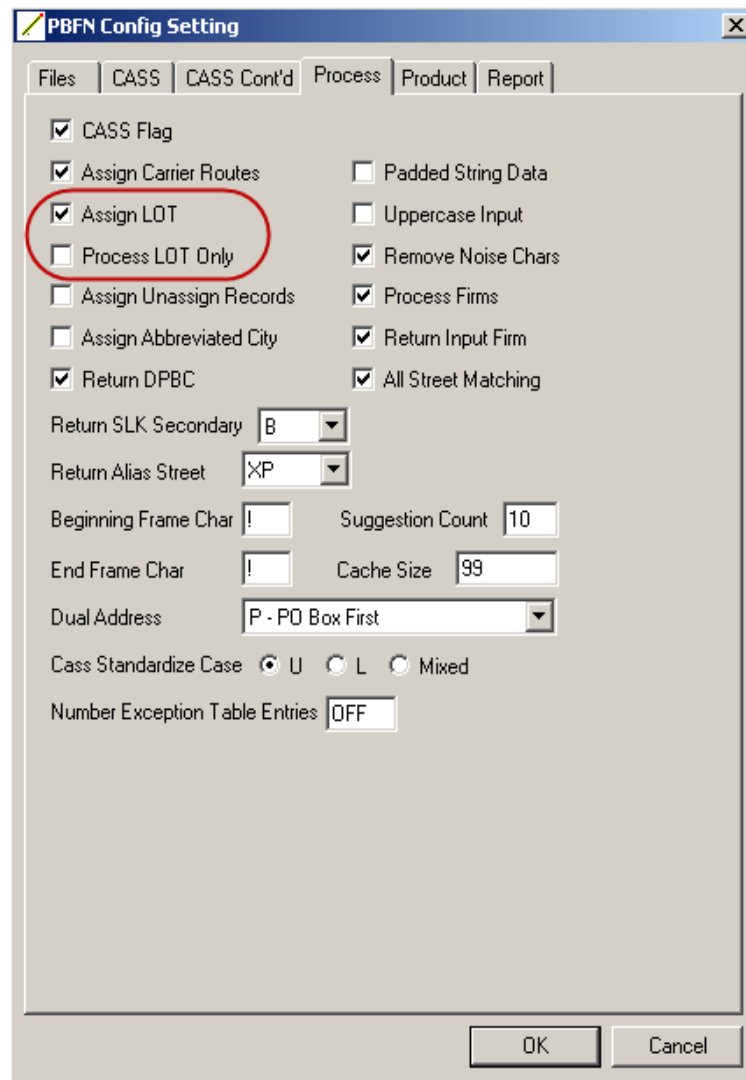 PBFN Config Setting
Files CASS CASS Cont'd Process Product Report
CASS Flag
Assign Carrier Routes Padded String Data
Assign LOT Uppercase Input
Process LOT Only Remove Noise Chars
Assign Unassign Records Process Firms
Assign Abbreviated City Return Input Firm
Return DPBC All Street Matching
Return SLK Secondary B
Return Alias Street XP
Beginning Frame Char ! Suggestion Count 10
End Frame Char ! Cache Size 99
Dual Address P - PO Box First
Cass Standardize Case U L Mixed
Number Exception Table Entries OFF
OK Cancel